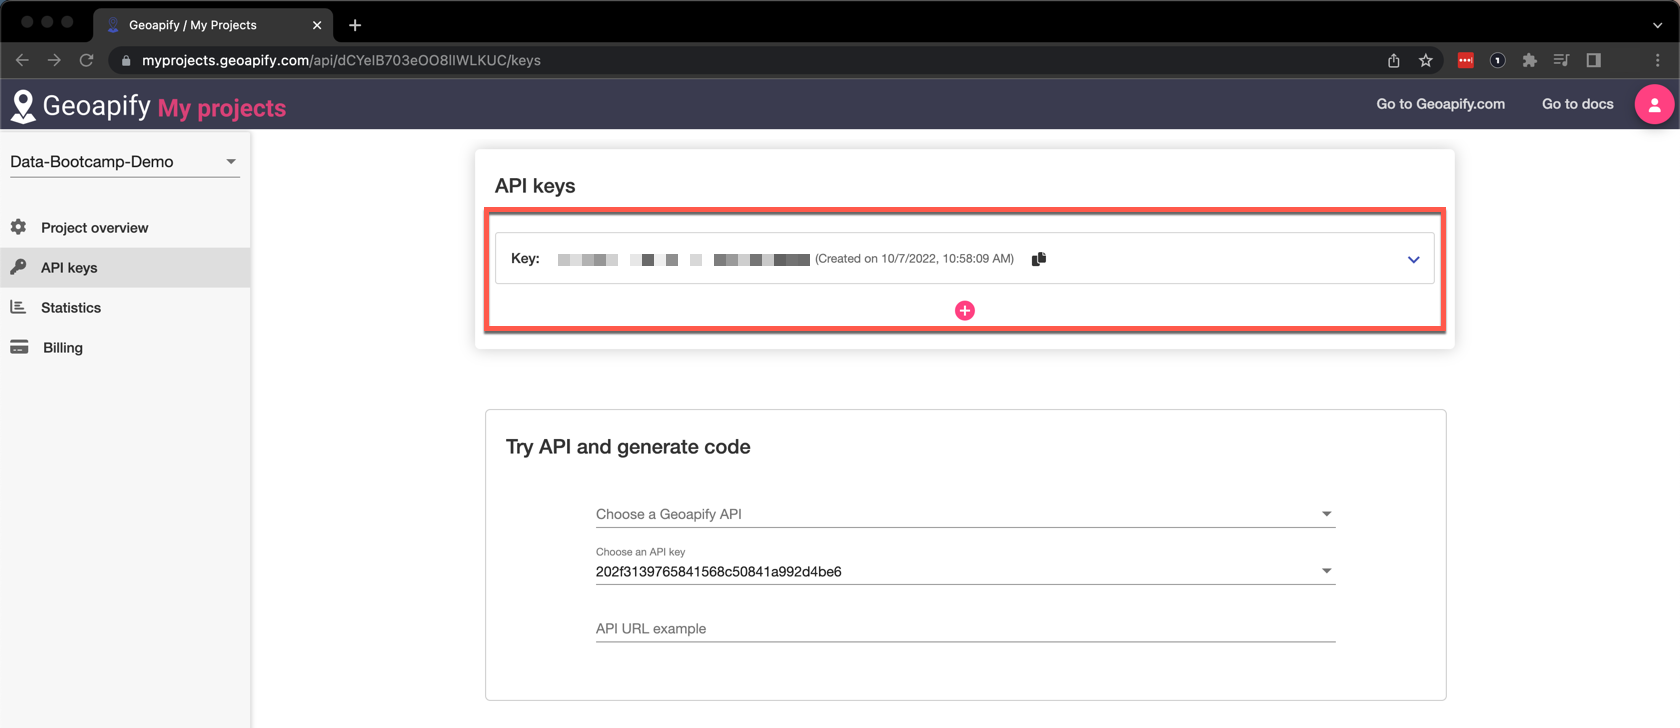 Geoapify / My Projects
myprojects.geoapify.com/api/dCYeIB703eOO8lIWLKUC/keys
Geoapify My projects
Go to Geoapify.com
Go to docs
Data-Bootcamp-Demo
Project overview
API keys
Statistics
Billing
API keys
Key: (Created on 10/7/2022, 10:58:09 AM)
Try API and generate code
Choose a Geoapify API
Choose an API key
202f3139765841568c50841a992d4be6
API URL example